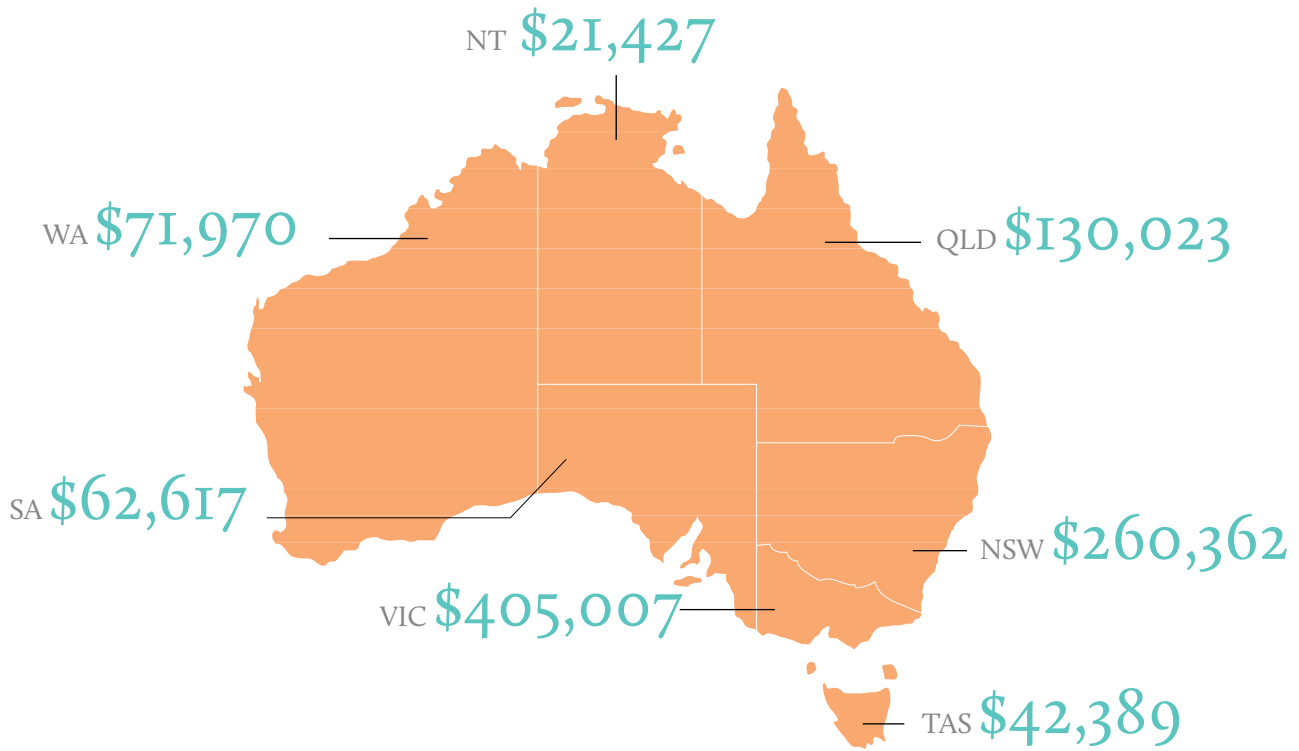 NT $21,427
WA $71,970
QLD $130,023
SA $62,617
NSW $260,362
VIC $405,007
TAS $42,389